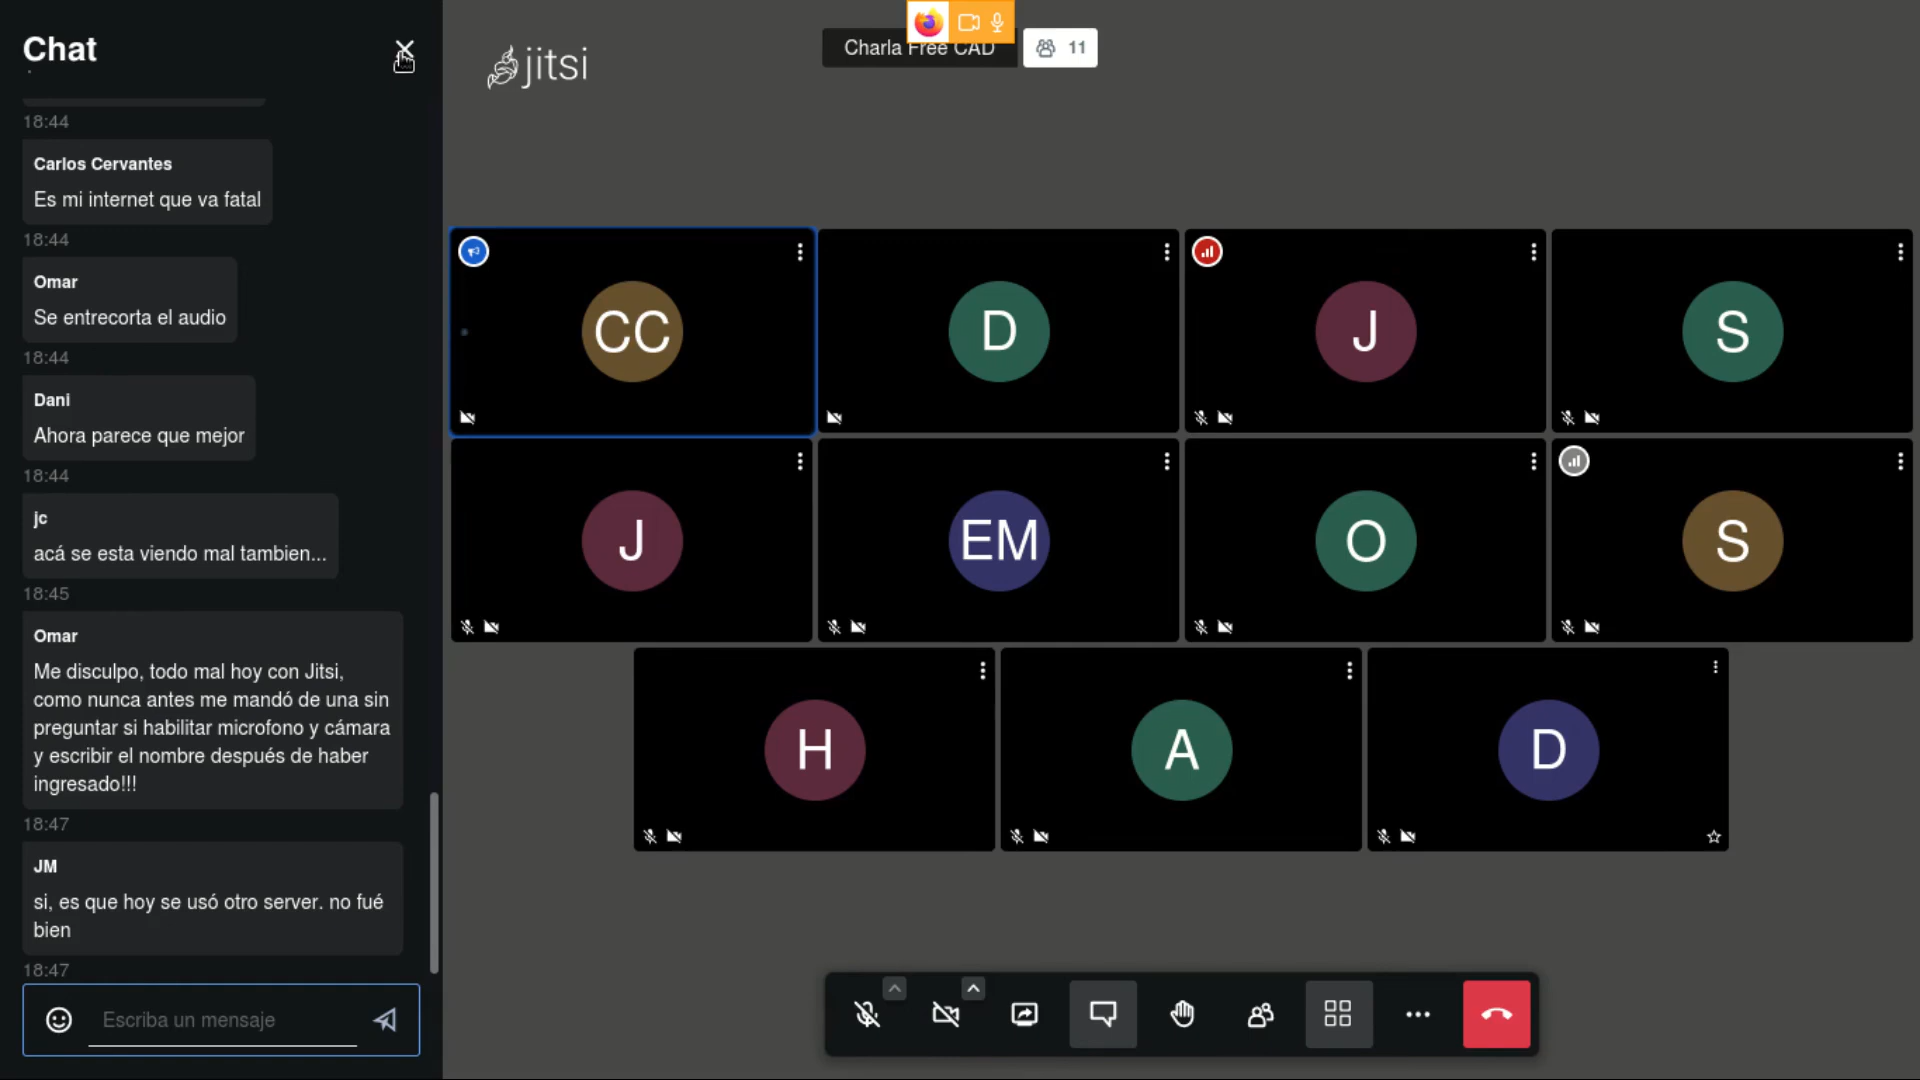 Chat
18:44
Carlos Cervantes
Es mi internet que va fatal
18:44
Omar
Se entrecorta el audio
18:44
Dani
Ahora parece que mejor
18:44
jc
acá se esta viendo mal tambien...
18:45
Omar
Me disculpo, todo mal hoy con Jitsi,
como nunca antes me mandó de una sin
preguntar si habilitar microfono y cámara
y escribir el nombre después de haber
ingresado!!!
18:47
JM
si, es que hoy se usó otro server. no fué
bien
18:47
Escriba un mensaje
jitsi
Charla Free CAD
11
CC
D
J
S
J
EM
O
S
H
A
D